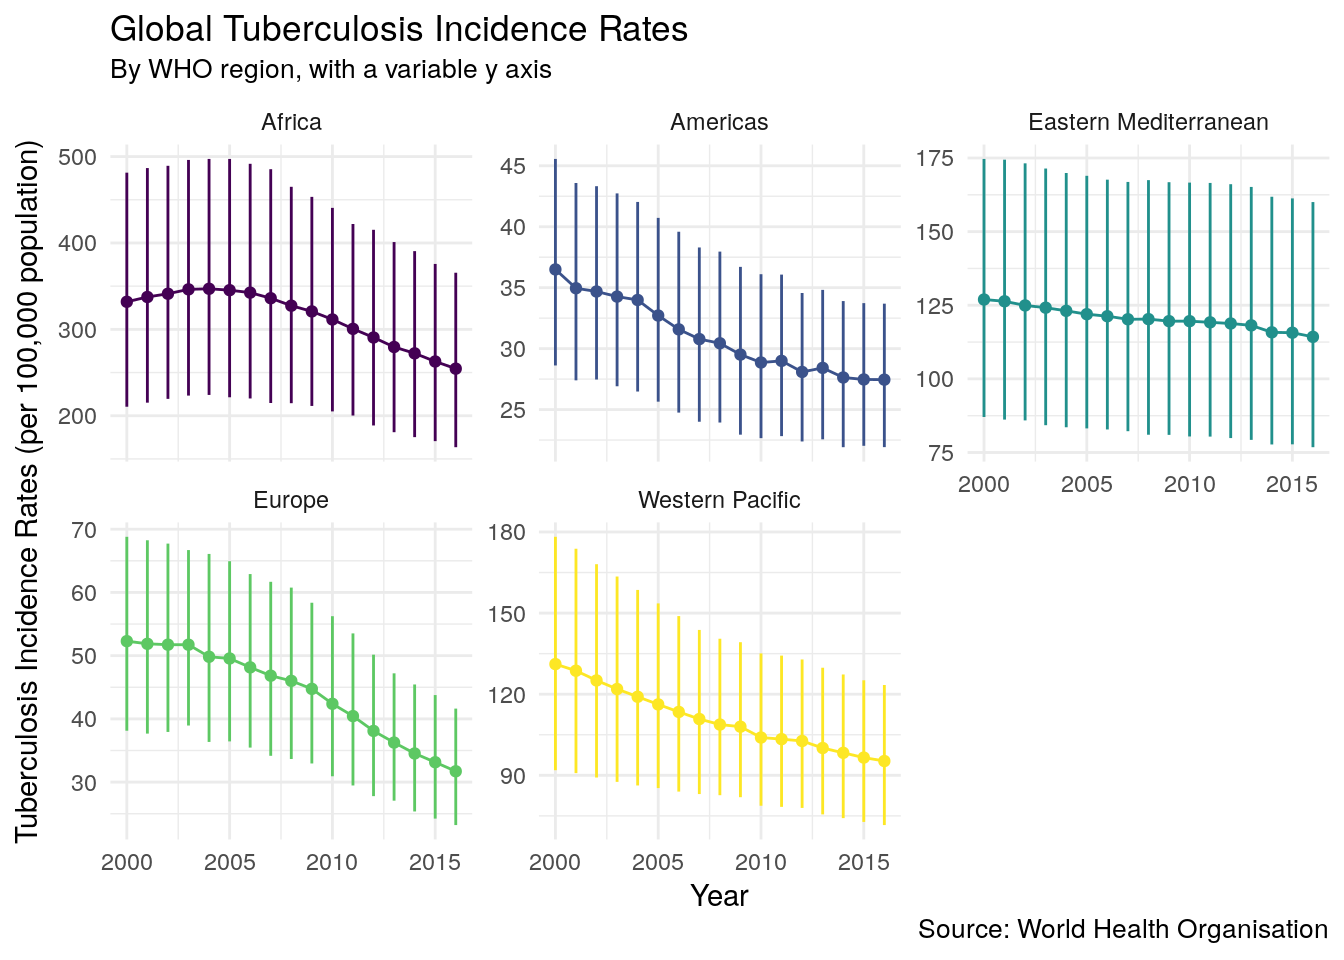 Global Tuberculosis Incidence Rates
By WHO region, with a variable y axis
Tuberculosis Incidence Rates (per 100,000 population)
Africa
500
400
300
200
Americas
45
40
35
30
25
Eastern Mediterranean
175
150
125
100
75
2000 2005 2010 2015
Europe
70
60
50
40
30
2000 2005 2010 2015
Western Pacific
180
150
120
90
2000 2005 2010 2015
Year
Source: World Health Organisation